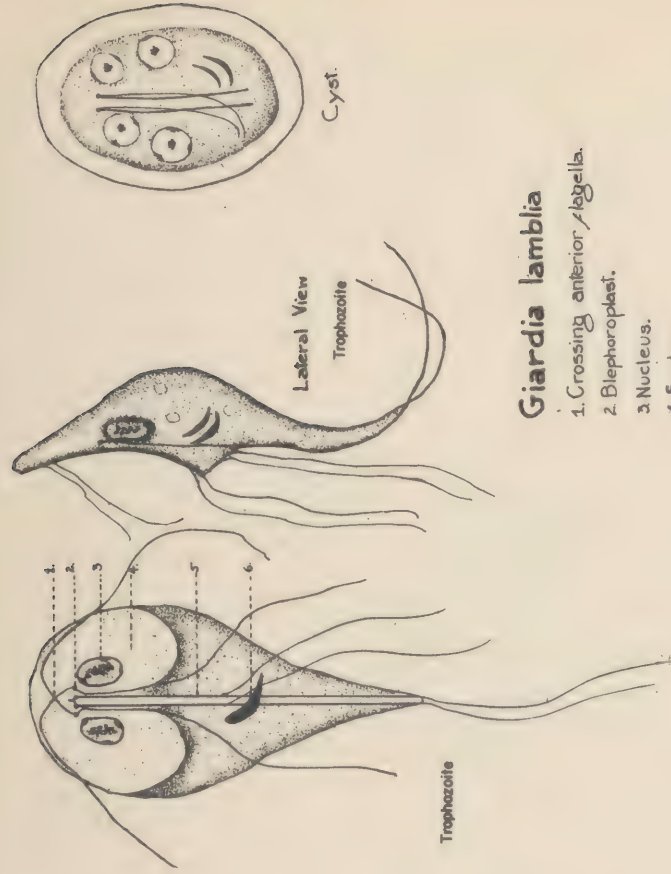 Cyst.
Lateral View
Trophozoite
1.
2.
3
4.
5
6.
Trophozoite
Giardia lamblia
1. Crossing anterior flagella.
2. Blephoroplast.
3. Nucleus.